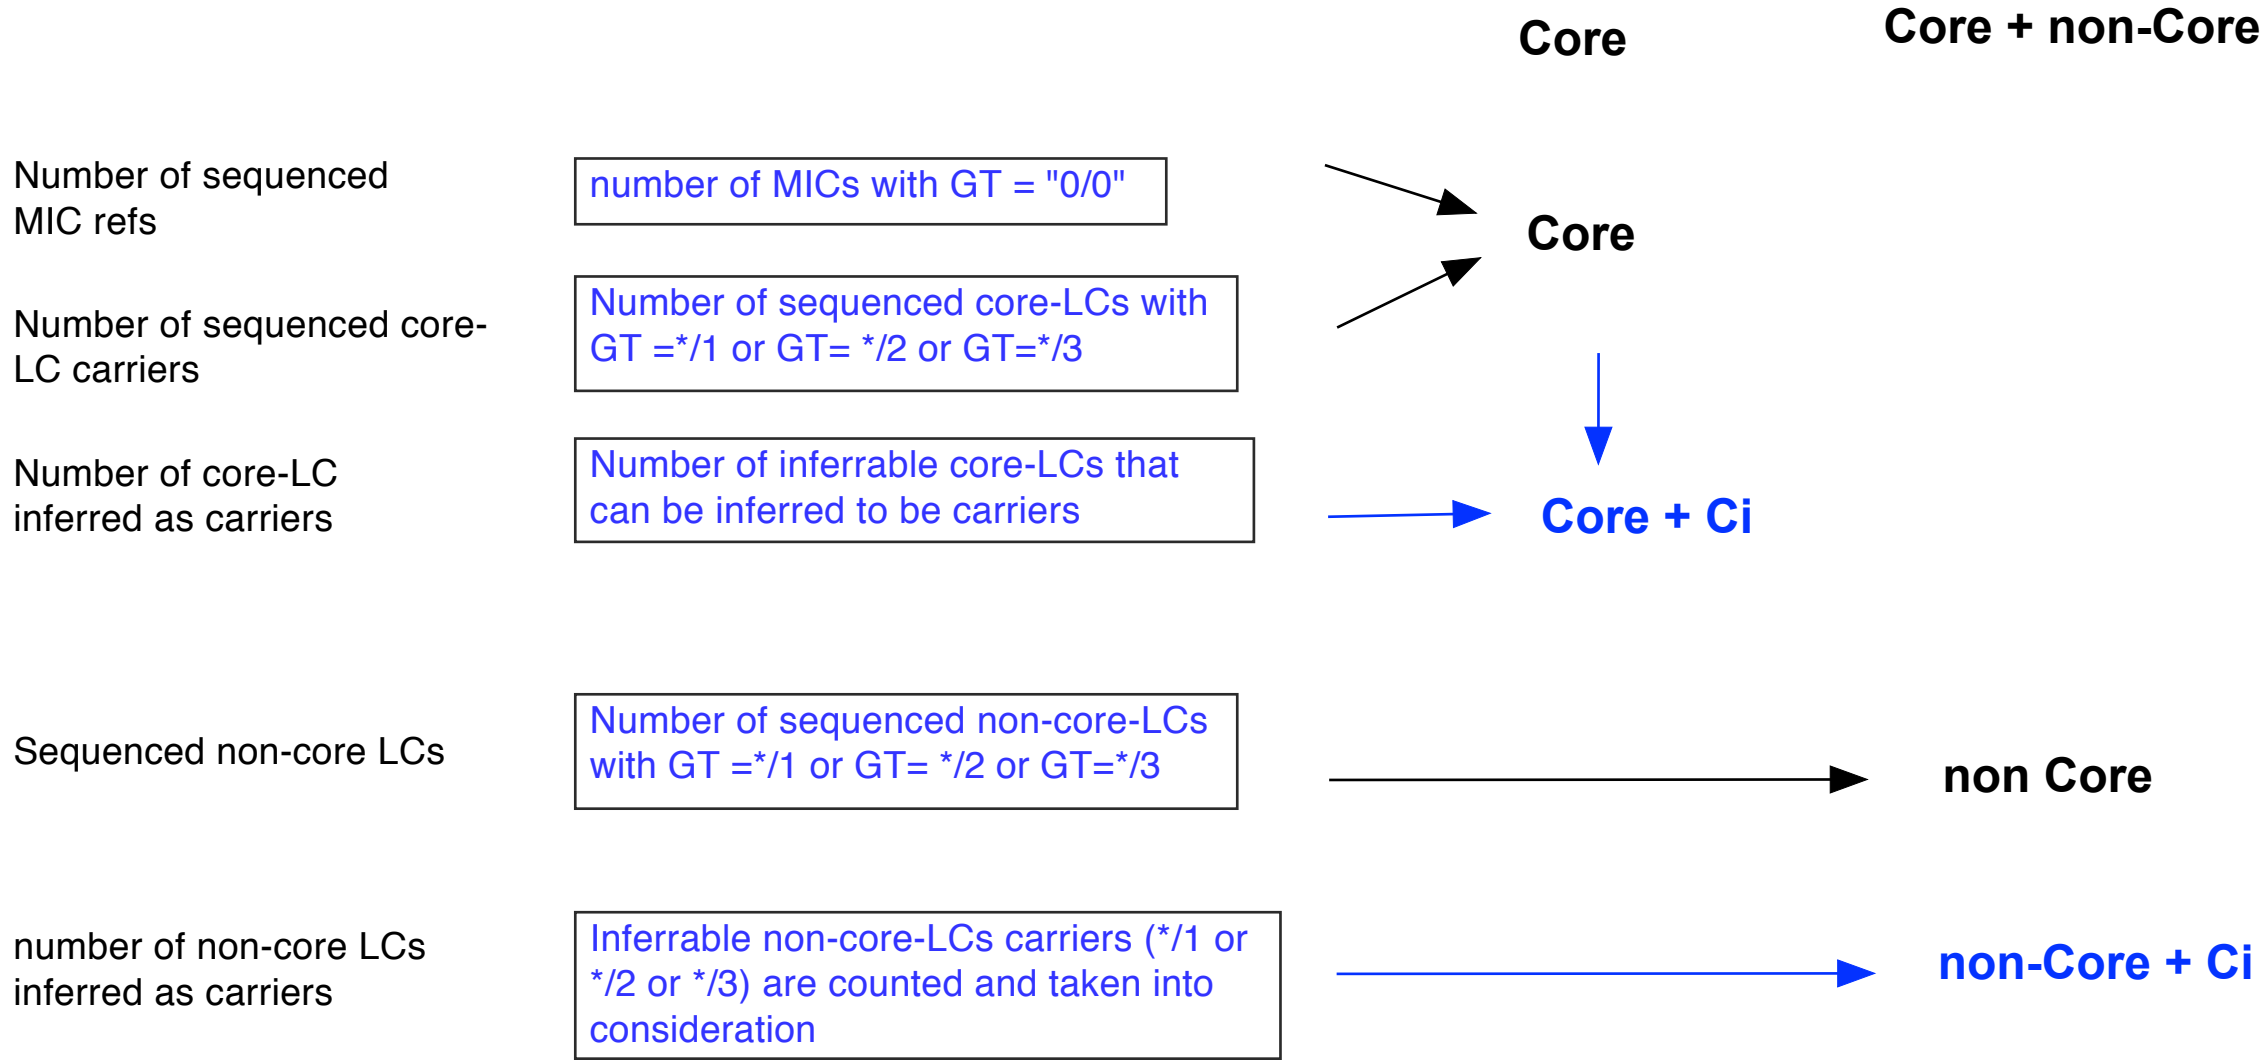 Core
Core + non-Core
Number of sequenced
MIC refs
number of MICs with GT = "0/0"
Core
Number of sequenced core-
LC carriers
Number of sequenced core-LCs with
GT =*/1 or GT= */2 or GT=*/3
Number of core-LC
inferred as carriers
Number of inferrable core-LCs that
can be inferred to be carriers
Core + Ci
Sequenced non-core LCs
Number of sequenced non-core-LCs
with GT =*/1 or GT= */2 or GT=*/3
non Core
number of non-core LCs
inferred as carriers
Inferrable non-core-LCs carriers (*/1 or
*/2 or */3) are counted and taken into
consideration
non-Core + Ci